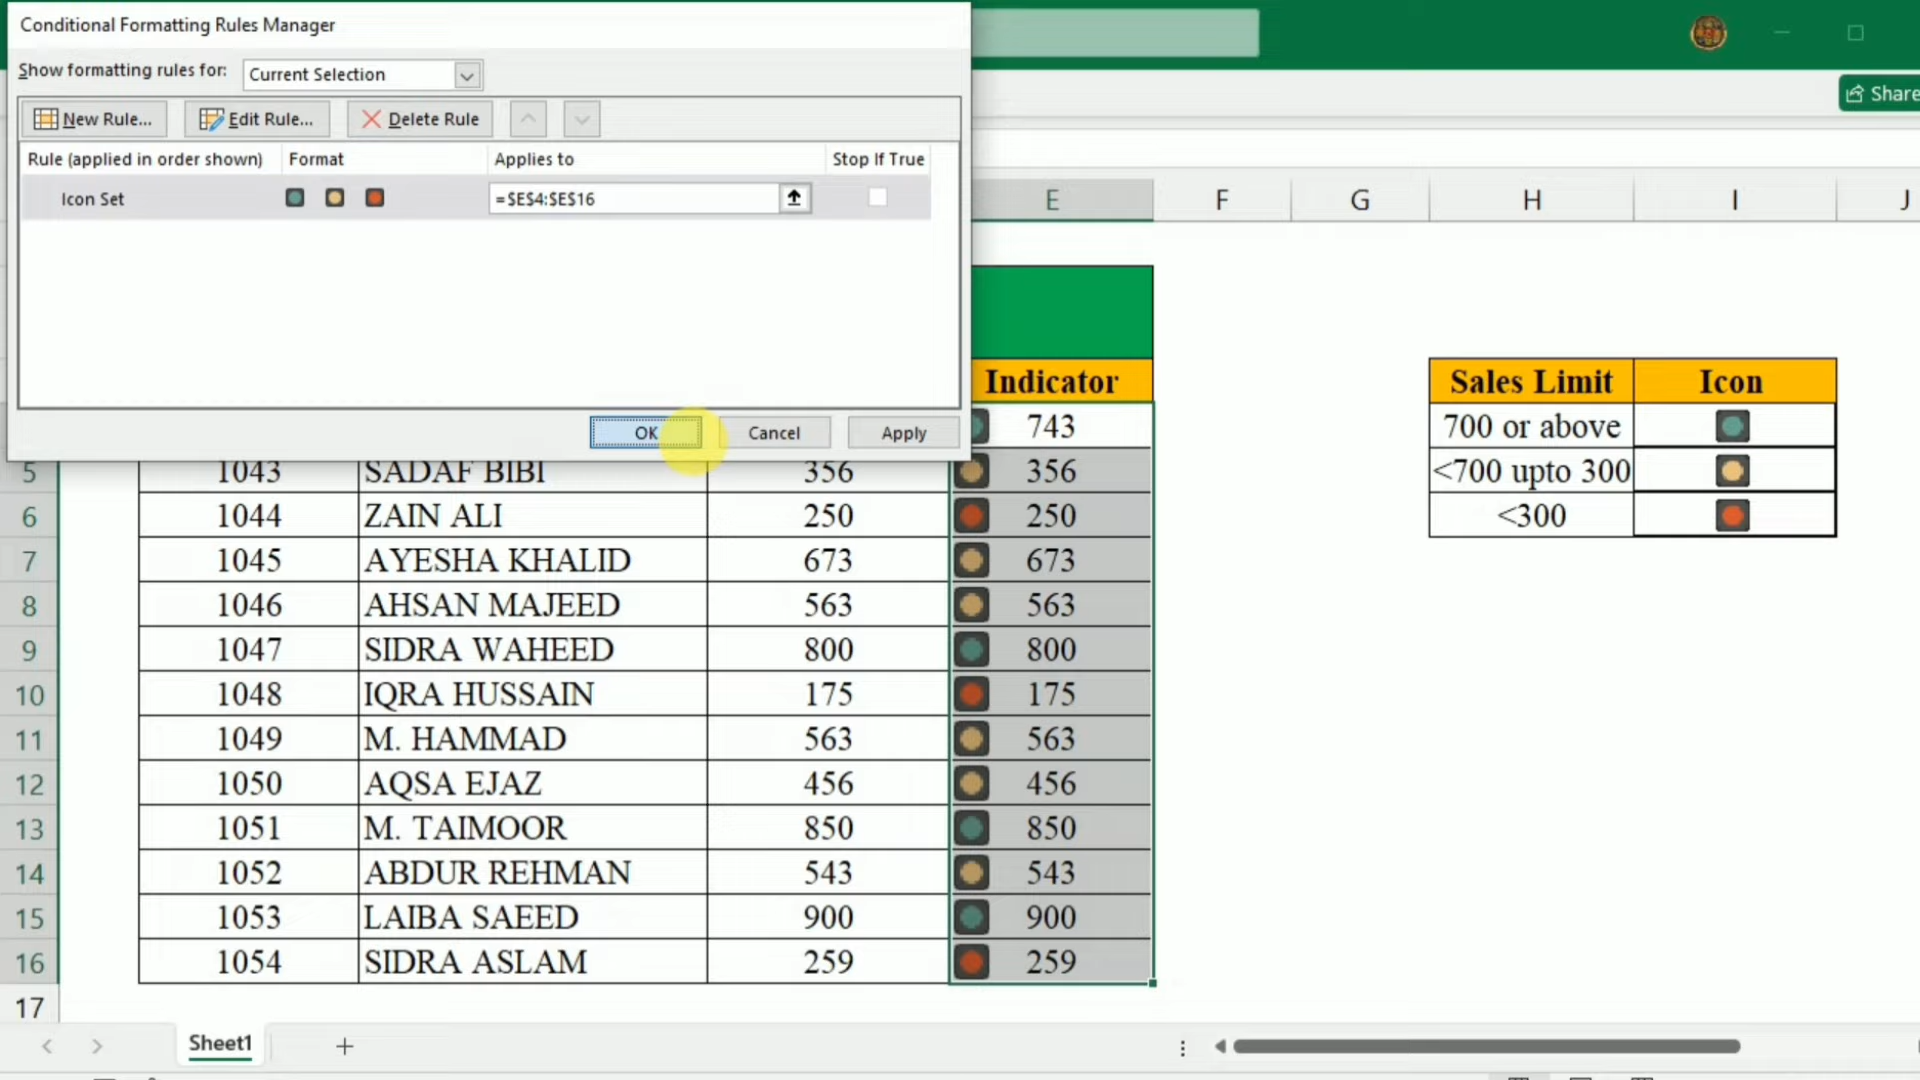 Conditional Formatting Rules Manager
Show formatting rules for: Current Selection
New Rule... Edit Rule... Delete Rule
Rule (applied in order shown) Format Applies to Stop If True
Icon Set =$E$4:$E$16
OK Cancel Apply
Share
E F G H I J
Indicator
743
5 1043 SADAF BIBI 356 356
6 1044 ZAIN ALI 250 250
7 1045 AYESHA KHALID 673 673
8 1046 AHSAN MAJEED 563 563
9 1047 SIDRA WAHEED 800 800
10 1048 IQRA HUSSAIN 175 175
11 1049 M. HAMMAD 563 563
12 1050 AQSA EJAZ 456 456
13 1051 M. TAIMOOR 850 850
14 1052 ABDUR REHMAN 543 543
15 1053 LAIBA SAEED 900 900
16 1054 SIDRA ASLAM 259 259
17
Sales Limit Icon
700 or above
<700 upto 300
<300
Sheet1